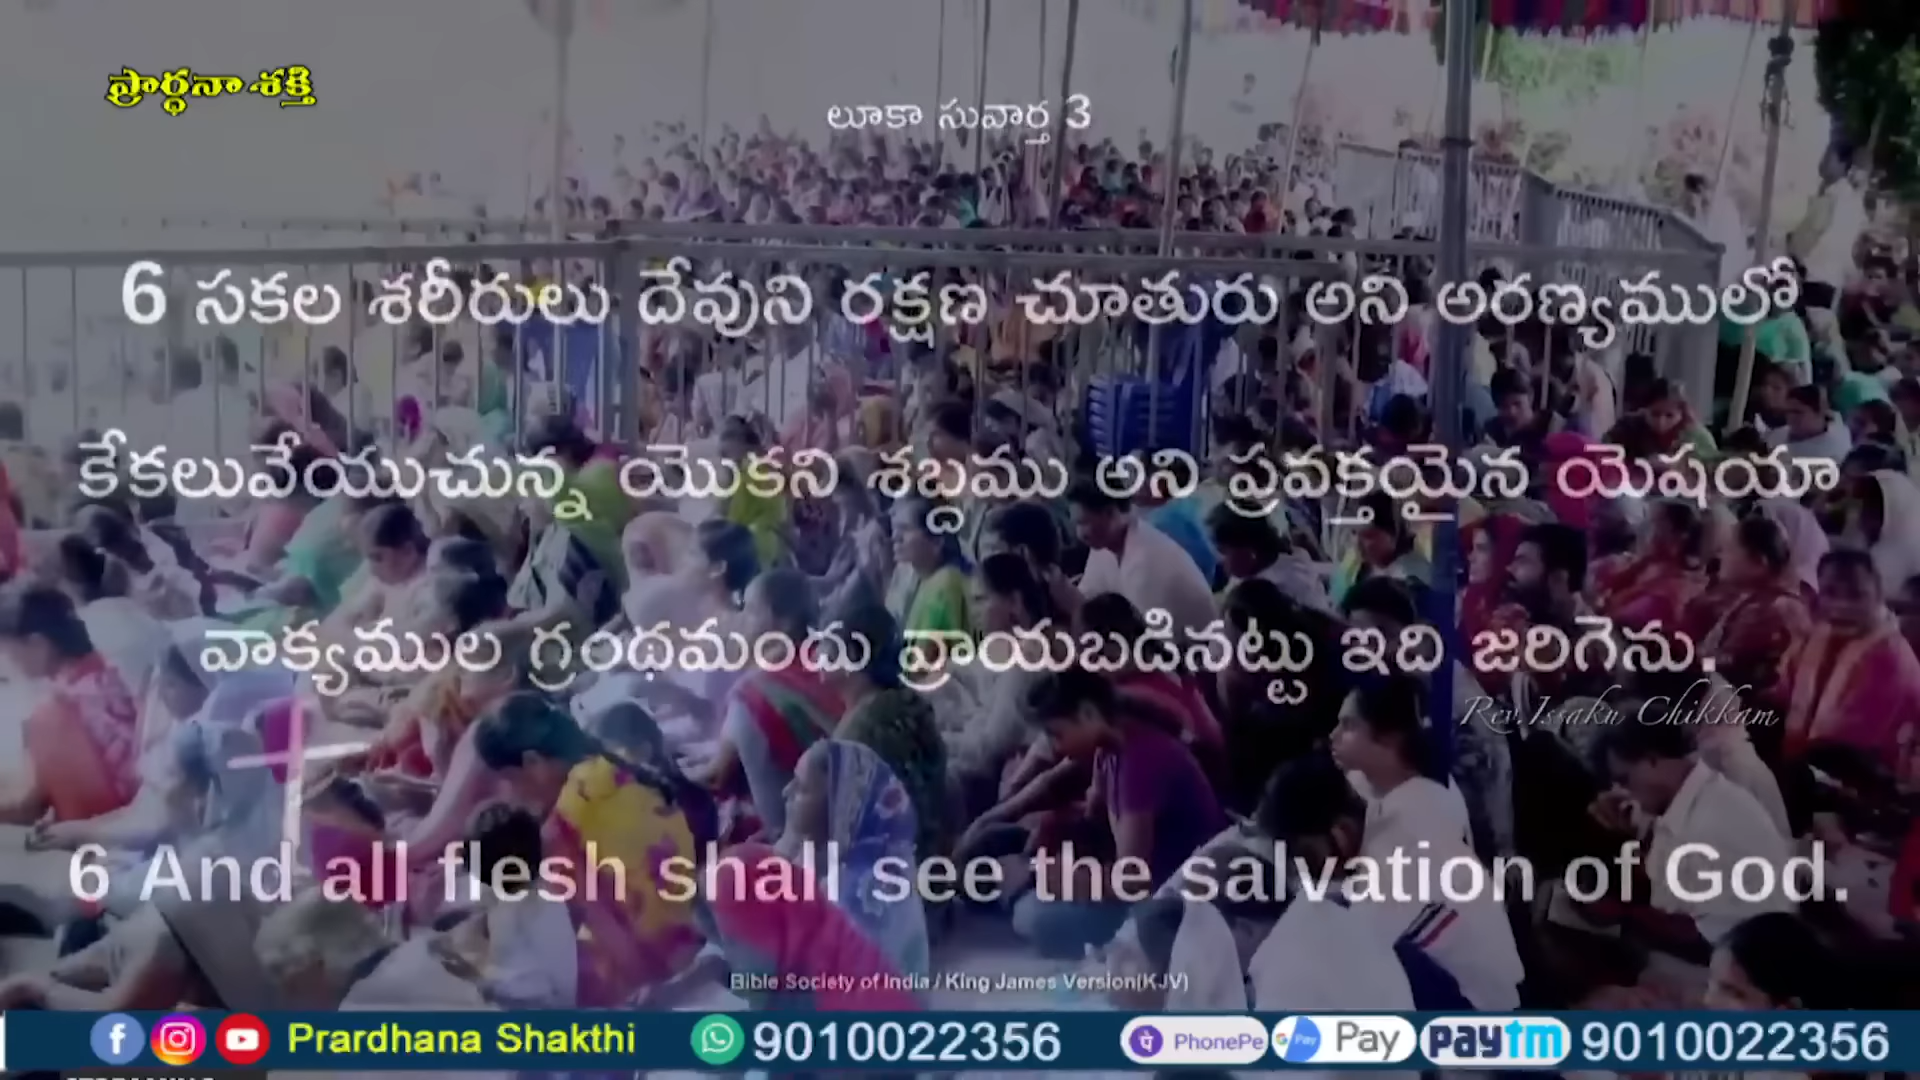 ప్రార్ధనా శక్తి
లూకా సువార్త 3
6 సకల శరీరులు దేవుని రక్షణ చూతురు అని అరణ్యములో
కేకలువేయుచున్న యొకని శబ్దము అని ప్రవక్తయైన యెషయా
వాక్యముల గ్రంథమందు వ్రాయబడినట్టు ఇది జరిగెను.
Rev.Issaku Chikkam
6 And all flesh shall see the salvation of God.
Bible Society of India / King James Version(KJV)
Prardhana Shakthi 9010022356 PhonePe G Pay Pay paytm 9010022356